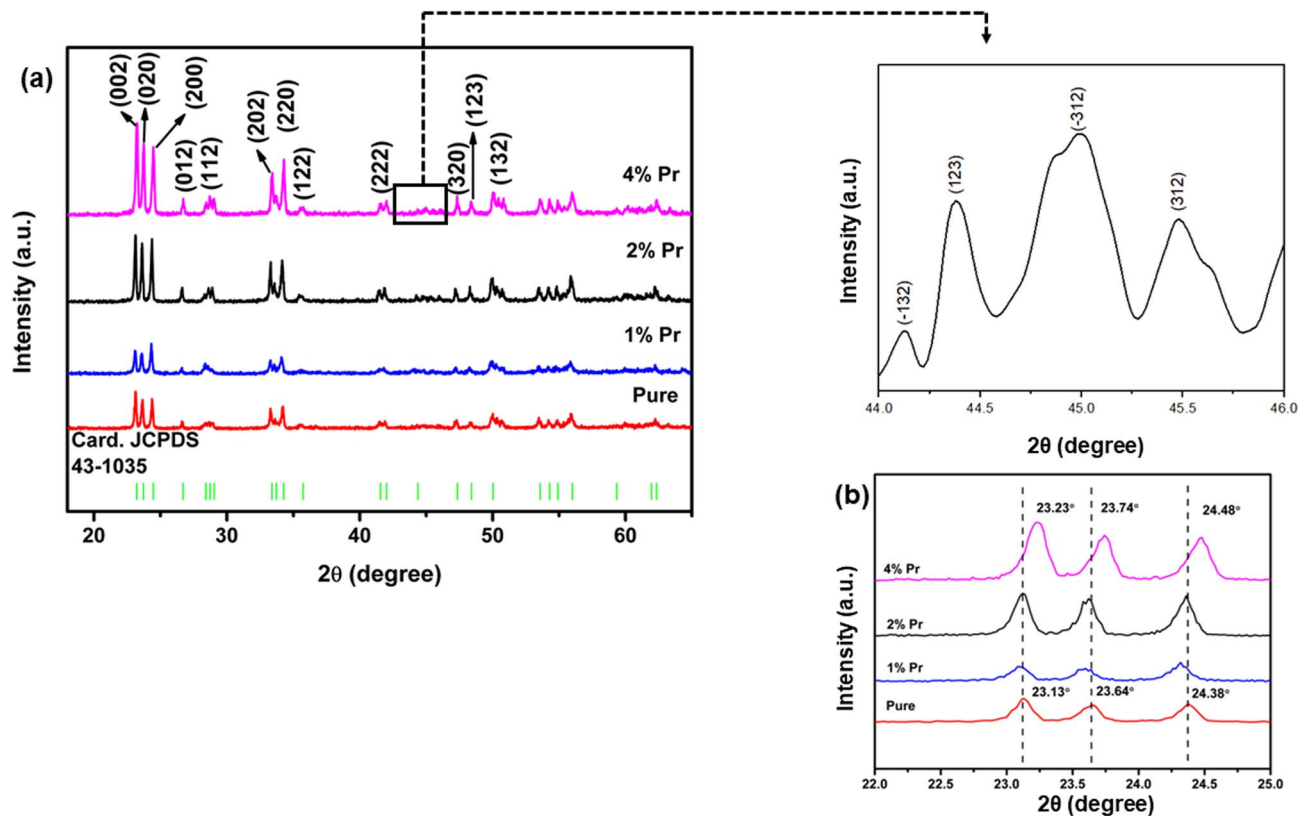 (a)
(002)
(020)
(200)
(012)
(112)
(202)
(220)
(122)
(222)
(320)
(123)
(132)
4% Pr
2% Pr
1% Pr
Pure
Card. JCPDS
43-1035
Intensity (a.u.)
20 30 40 50 60
2θ (degree)
(-132)
(123)
(-312)
(312)
Intensity (a.u.)
44.0 44.5 45.0 45.5 46.0
2θ (degree)
(b)
23.23° 23.74° 24.48°
4% Pr
2% Pr
1% Pr
23.13° 23.64° 24.38°
Pure
Intensity (a.u.)
22.0 22.5 23.0 23.5 24.0 24.5 25.0
2θ (degree)